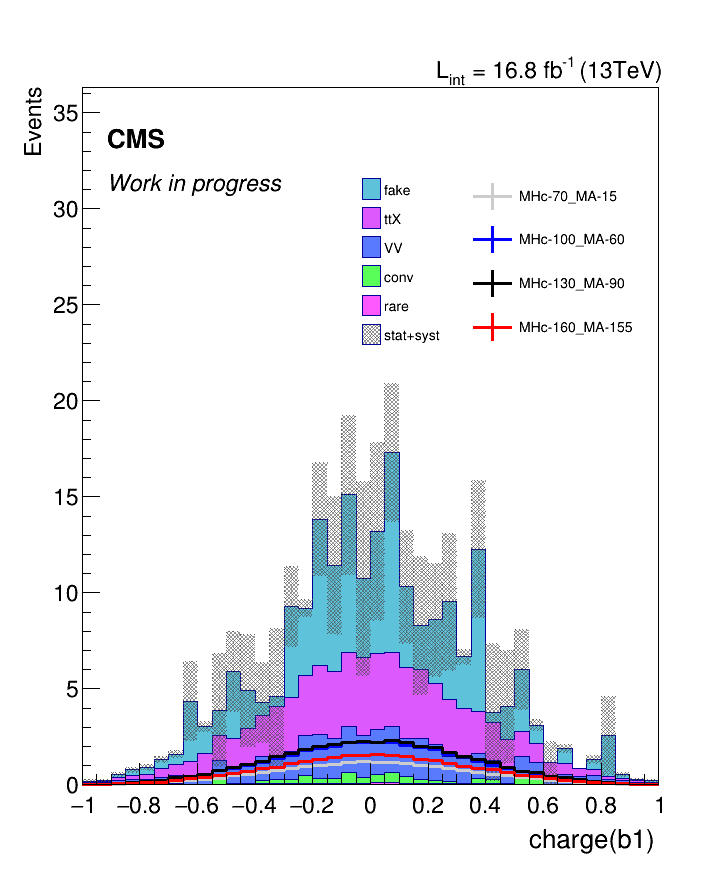 L_int = 16.8 fb^-1 (13TeV)
Events
CMS
Work in progress
fake
ttX
VV
conv
rare
stat+syst
MHc-70_MA-15
MHc-100_MA-60
MHc-130_MA-90
MHc-160_MA-155
35
30
25
20
15
10
5
0
−1 −0.8 −0.6 −0.4 −0.2 0 0.2 0.4 0.6 0.8 1
charge(b1)